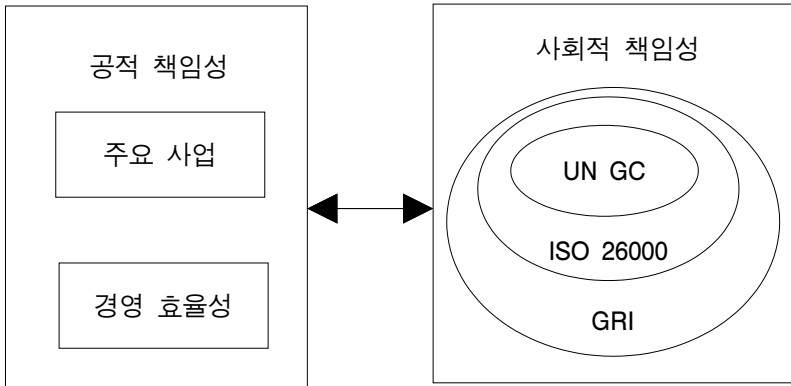 공적 책임성
주요 사업
경영 효율성
사회적 책임성
UN GC
ISO 26000
GRI